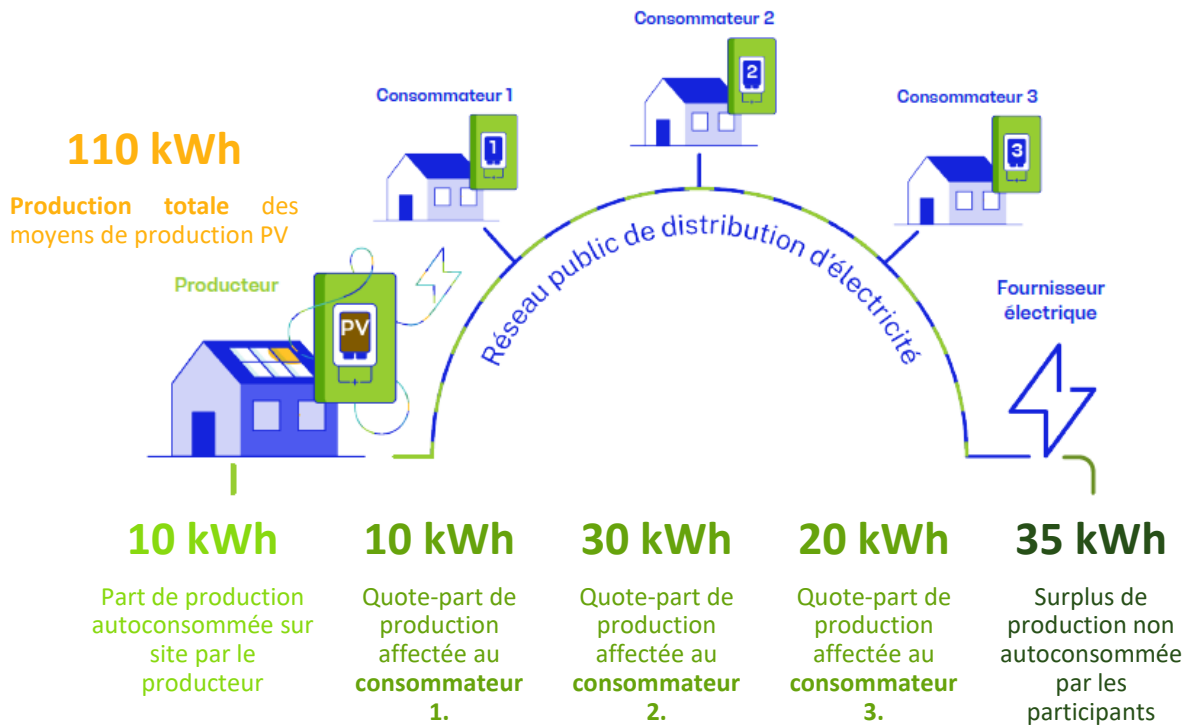 Consommateur 2
2
Consommateur 1
1
Consommateur 3
3
110 kWh
Production totale des
moyens de production PV
Producteur
PV
Réseau public de distribution d'électricité
Fournisseur
électrique
10 kWh
Part de production
autoconsommée sur
site par le
producteur
10 kWh
Quote-part de
production
affectée au
consommateur
1.
30 kWh
Quote-part de
production
affectée au
consommateur
2.
20 kWh
Quote-part de
production
affectée au
consommateur
3.
35 kWh
Surplus de
production non
autoconsommée
par les
participants